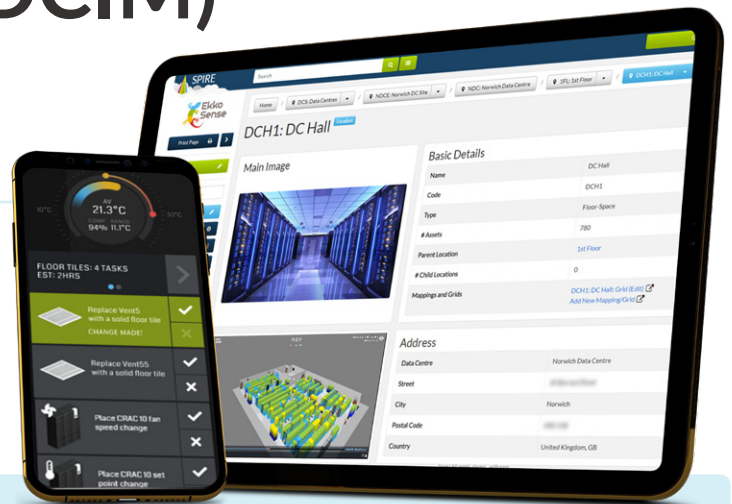 DCIM)
SPIRE
Search
Ekko
Sense
Print Page
Home / DCS: Data Centres / NDCE: Norwich DC Site / NDC: Norwich Data Centre / 1FL: 1st Floor / DCH1: DC Hall
DCH1: DC Hall Location
Main Image
Basic Details
Name DC Hall
Code DCH1
Type Floor-Space
# Assets 780
Parent Location 1st Floor
# Child Locations 0
Mappings and Grids DCH1: DC Hall: Grid (Edit)
Add New Mapping/Grid
Address
Data Centre Norwich Data Centre
Street
City Norwich
Postal Code
Country United Kingdom, GB
AV
21.3°C
10°C
30°C
COMP. RANGE
94% 11.1°C
FLOOR TILES: 4 TASKS
EST: 2HRS
Replace Vent5
with a solid floor tile
CHANGE MADE!
Replace Vent55
with a solid floor tile
Place CRAC 10 fan
speed change
Place CRAC 10 set
point change